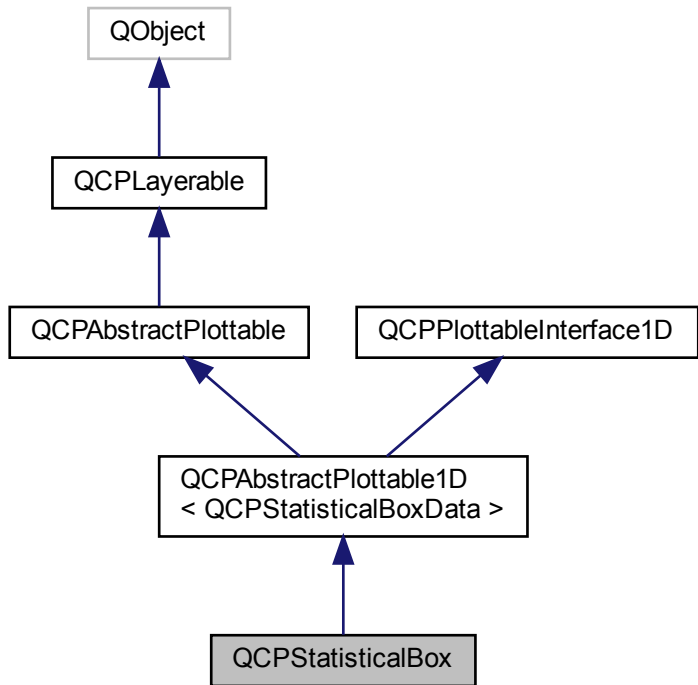 QObject
QCPLayerable
QCPAbstractPlottable
QCPPlottableInterface1D
QCPAbstractPlottable1D
< QCPStatisticalBoxData >
QCPStatisticalBox